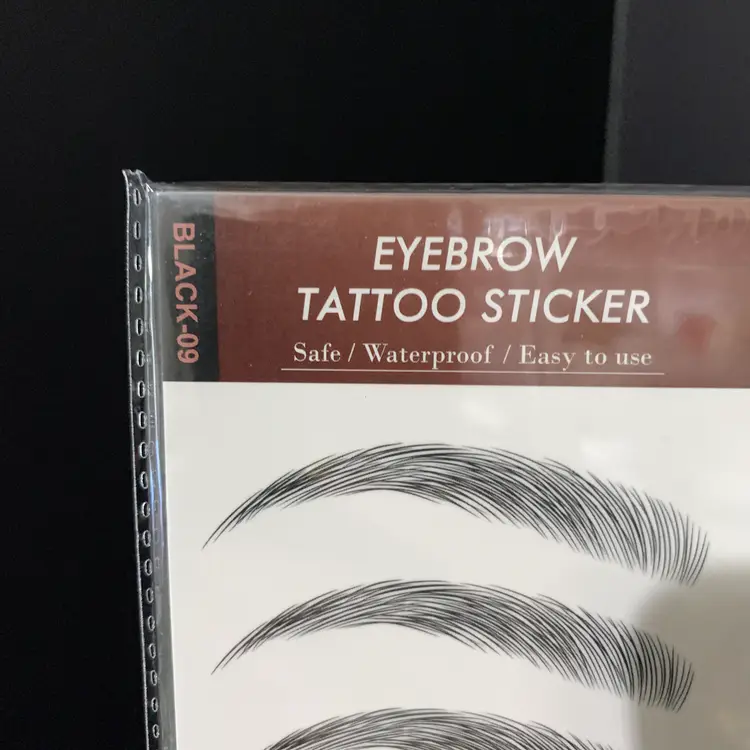 BLACK-09
EYEBROW
TATTOO STICKER
Safe / Waterproof / Easy to use